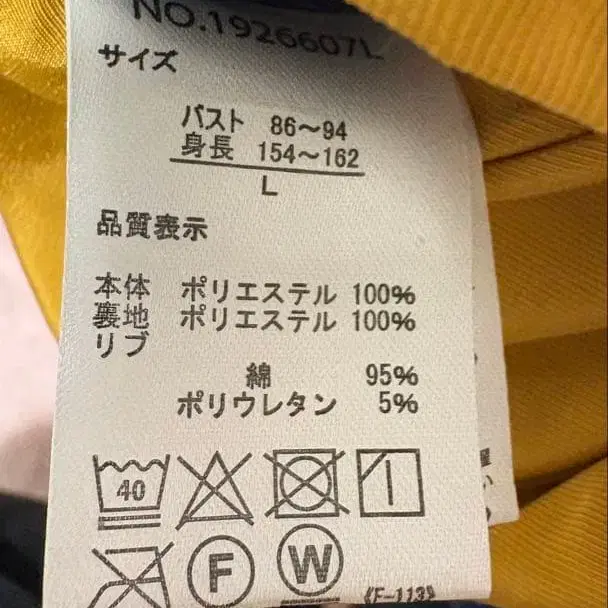 NO.1926607L
サイズ
バスト 86～94
身長 154～162
L
品質表示
本体 ポリエステル 100%
裏地 ポリエステル 100%
リブ
綿 95%
ポリウレタン 5%
40
F W
《F-113》